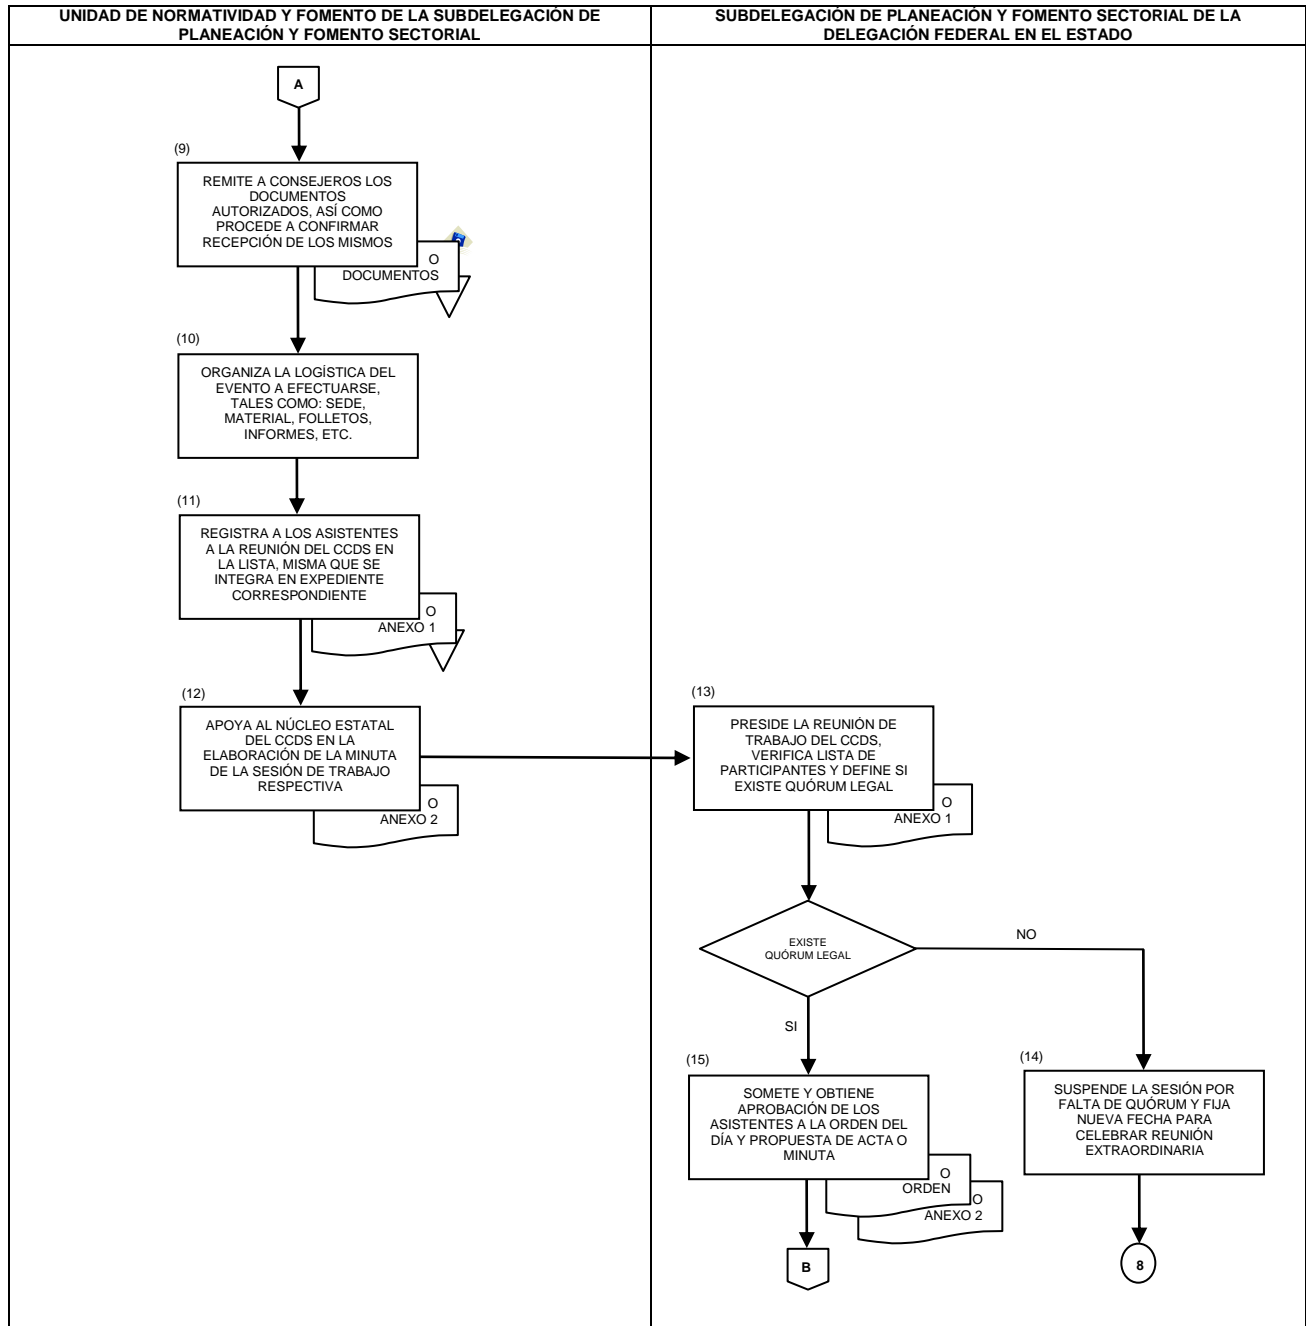 UNIDAD DE NORMATIVIDAD Y FOMENTO DE LA SUBDELEGACIÓN DE
PLANEACIÓN Y FOMENTO SECTORIAL
SUBDELEGACIÓN DE PLANEACIÓN Y FOMENTO SECTORIAL DE LA
DELEGACIÓN FEDERAL EN EL ESTADO
A
(9)
REMITE A CONSEJEROS LOS
DOCUMENTOS
AUTORIZADOS, ASÍ COMO
PROCEDE A CONFIRMAR
RECEPCIÓN DE LOS MISMOS
O
DOCUMENTOS
(10)
ORGANIZA LA LOGÍSTICA DEL
EVENTO A EFECTUARSE,
TALES COMO: SEDE,
MATERIAL, FOLLETOS,
INFORMES, ETC.
(11)
REGISTRA A LOS ASISTENTES
A LA REUNIÓN DEL CCDS EN
LA LISTA, MISMA QUE SE
INTEGRA EN EXPEDIENTE
CORRESPONDIENTE
O
ANEXO 1
(12)
APOYA AL NÚCLEO ESTATAL
DEL CCDS EN LA
ELABORACIÓN DE LA MINUTA
DE LA SESIÓN DE TRABAJO
RESPECTIVA
O
ANEXO 2
(13)
PRESIDE LA REUNIÓN DE
TRABAJO DEL CCDS,
VERIFICA LISTA DE
PARTICIPANTES Y DEFINE SI
EXISTE QUÓRUM LEGAL
O
ANEXO 1
EXISTE
QUÓRUM LEGAL
NO
SI
(15)
SOMETE Y OBTIENE
APROBACIÓN DE LOS
ASISTENTES A LA ORDEN DEL
DÍA Y PROPUESTA DE ACTA O
MINUTA
O
ORDEN
O
ANEXO 2
B
(14)
SUSPENDE LA SESIÓN POR
FALTA DE QUÓRUM Y FIJA
NUEVA FECHA PARA
CELEBRAR REUNIÓN
EXTRAORDINARIA
8